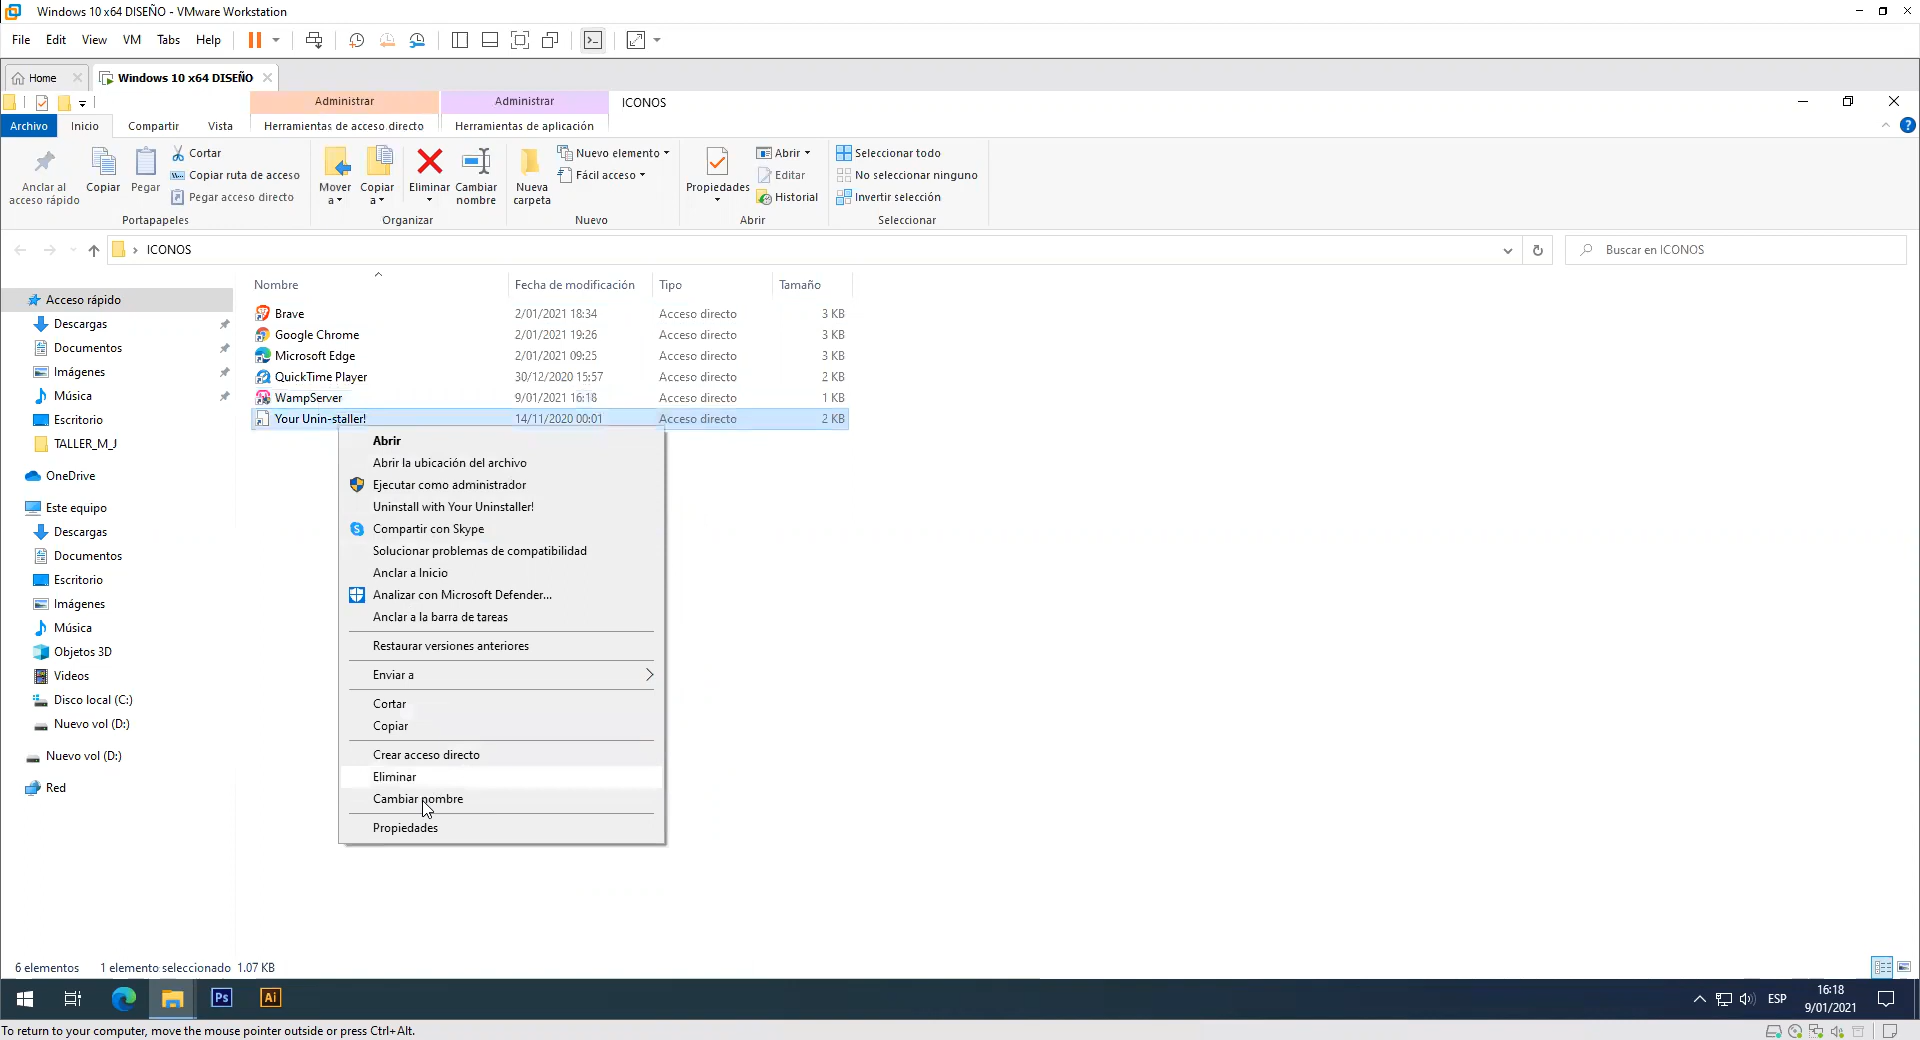 Windows 10 x64 DISEÑO - VMware Workstation
File Edit View VM Tabs Help
Home Windows 10 x64 DISEÑO
Administrar Administrar ICONOS
Archivo Inicio Compartir Vista Herramientas de acceso directo Herramientas de aplicación
Anclar al acceso rápido
Copiar
Pegar
Cortar
Copiar ruta de acceso
Pegar acceso directo
Portapapeles
Mover a
Copiar a
Eliminar
Cambiar nombre
Organizar
Nueva carpeta
Nuevo elemento
Fácil acceso
Nuevo
Propiedades
Abrir
Editar
Historial
Abrir
Seleccionar todo
No seleccionar ninguno
Invertir selección
Seleccionar
ICONOS
Buscar en ICONOS
Acceso rápido
Descargas
Documentos
Imágenes
Música
Escritorio
TALLER_M_J
OneDrive
Este equipo
Descargas
Documentos
Escritorio
Imágenes
Música
Objetos 3D
Videos
Disco local (C:)
Nuevo vol (D:)
Nuevo vol (D:)
Red
Nombre Fecha de modificación Tipo Tamaño
Brave 2/01/2021 18:34 Acceso directo 3 KB
Google Chrome 2/01/2021 19:26 Acceso directo 3 KB
Microsoft Edge 2/01/2021 09:25 Acceso directo 3 KB
QuickTime Player 30/12/2020 15:57 Acceso directo 2 KB
WampServer 9/01/2021 16:18 Acceso directo 1 KB
Your Unin-staller! 14/11/2020 00:01 Acceso directo 2 KB
Abrir
Abrir la ubicación del archivo
Ejecutar como administrador
Uninstall with Your Uninstaller!
Compartir con Skype
Solucionar problemas de compatibilidad
Anclar a Inicio
Analizar con Microsoft Defender...
Anclar a la barra de tareas
Restaurar versiones anteriores
Enviar a
Cortar
Copiar
Crear acceso directo
Eliminar
Cambiar nombre
Propiedades
6 elementos 1 elemento seleccionado 1.07 KB
Ps Ai
ESP
16:18
9/01/2021
To return to your computer, move the mouse pointer outside or press Ctrl+Alt.